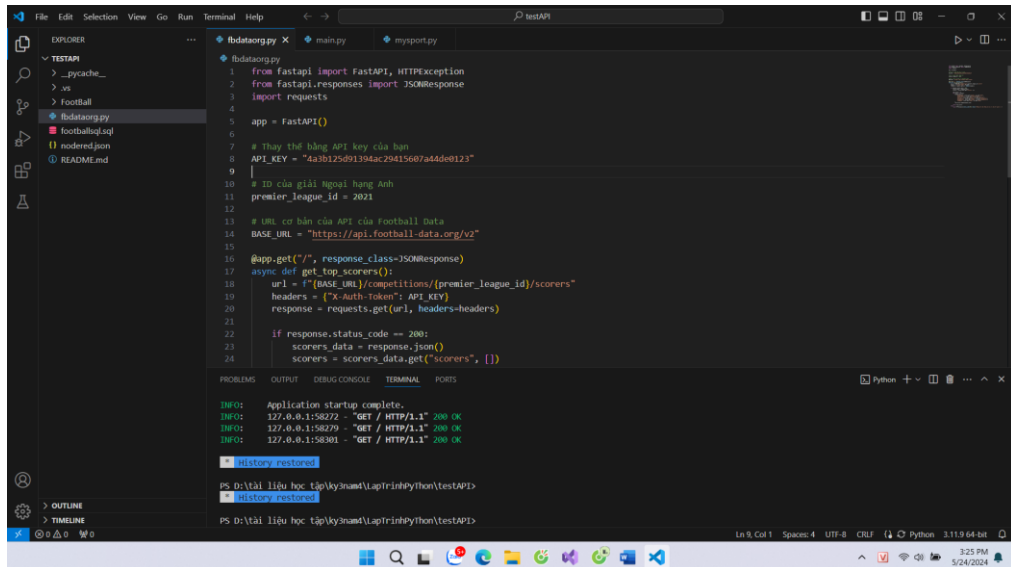 File Edit Selection View Go Run Terminal Help
testAPI
EXPLORER
TESTAPI
__pycache__
.vs
FootBall
fbdataorg.py
footballsql.sql
nodered.json
README.md
OUTLINE
TIMELINE
fbdataorg.py main.py mysport.py
fbdataorg.py
1 from fastapi import FastAPI, HTTPException
2 from fastapi.responses import JSONResponse
3 import requests
4
5 app = FastAPI()
6
7 # Thay thế bằng API key của bạn
8 API_KEY = "4a3b125d91394ac29415607a44de0123"
9
10 # ID của giải Ngoại hạng Anh
11 premier_league_id = 2021
12
13 # URL cơ bản của API của Football Data
14 BASE_URL = "https://api.football-data.org/v2"
15
16 @app.get("/", response_class=JSONResponse)
17 async def get_top_scorers():
18 url = f"{BASE_URL}/competitions/{premier_league_id}/scorers"
19 headers = {"X-Auth-Token": API_KEY}
20 response = requests.get(url, headers=headers)
21
22 if response.status_code == 200:
23 scorers_data = response.json()
24 scorers = scorers_data.get("scorers", [])
PROBLEMS OUTPUT DEBUG CONSOLE TERMINAL PORTS
Python
INFO: Application startup complete.
INFO: 127.0.0.1:58272 - "GET / HTTP/1.1" 200 OK
INFO: 127.0.0.1:58279 - "GET / HTTP/1.1" 200 OK
INFO: 127.0.0.1:58301 - "GET / HTTP/1.1" 200 OK
* History restored
PS D:\tài liệu học tập\ky3nam4\LapTrinhPyThon\testAPI>
* History restored
PS D:\tài liệu học tập\ky3nam4\LapTrinhPyThon\testAPI>
0 0 0 Ln 9, Col 1 Spaces: 4 UTF-8 CRLF Python 3.11.9 64-bit
3:25 PM
5/24/2024